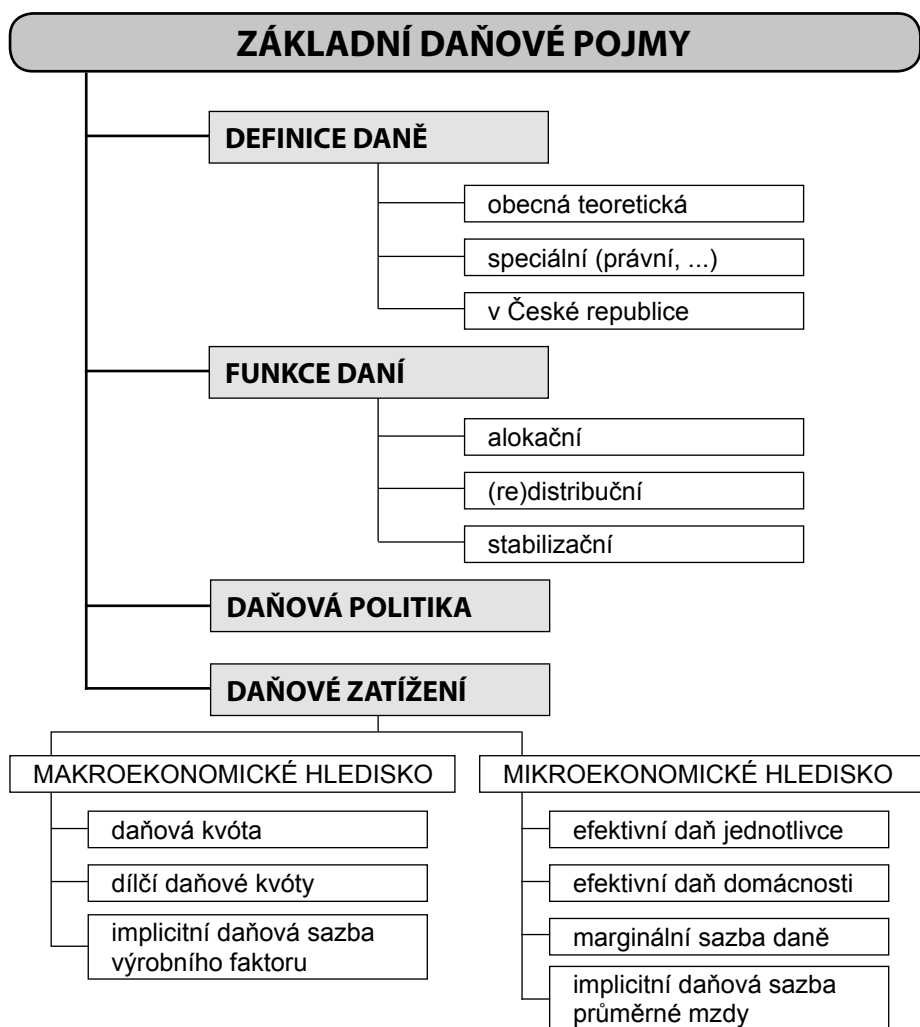 ZÁKLADNÍ DAŇOVÉ POJMY
DEFINICE DANĚ
obecná teoretická
speciální (právní, ...)
v České republice
FUNKCE DANÍ
alokační
(re)distribuční
stabilizační
DAŇOVÁ POLITIKA
DAŇOVÉ ZATÍŽENÍ
MAKROEKONOMICKÉ HLEDISKO
daňová kvóta
dílčí daňové kvóty
implicitní daňová sazba
výrobního faktoru
MIKROEKONOMICKÉ HLEDISKO
efektivní daň jednotlivce
efektivní daň domácnosti
marginální sazba daně
implicitní daňová sazba
průměrné mzdy